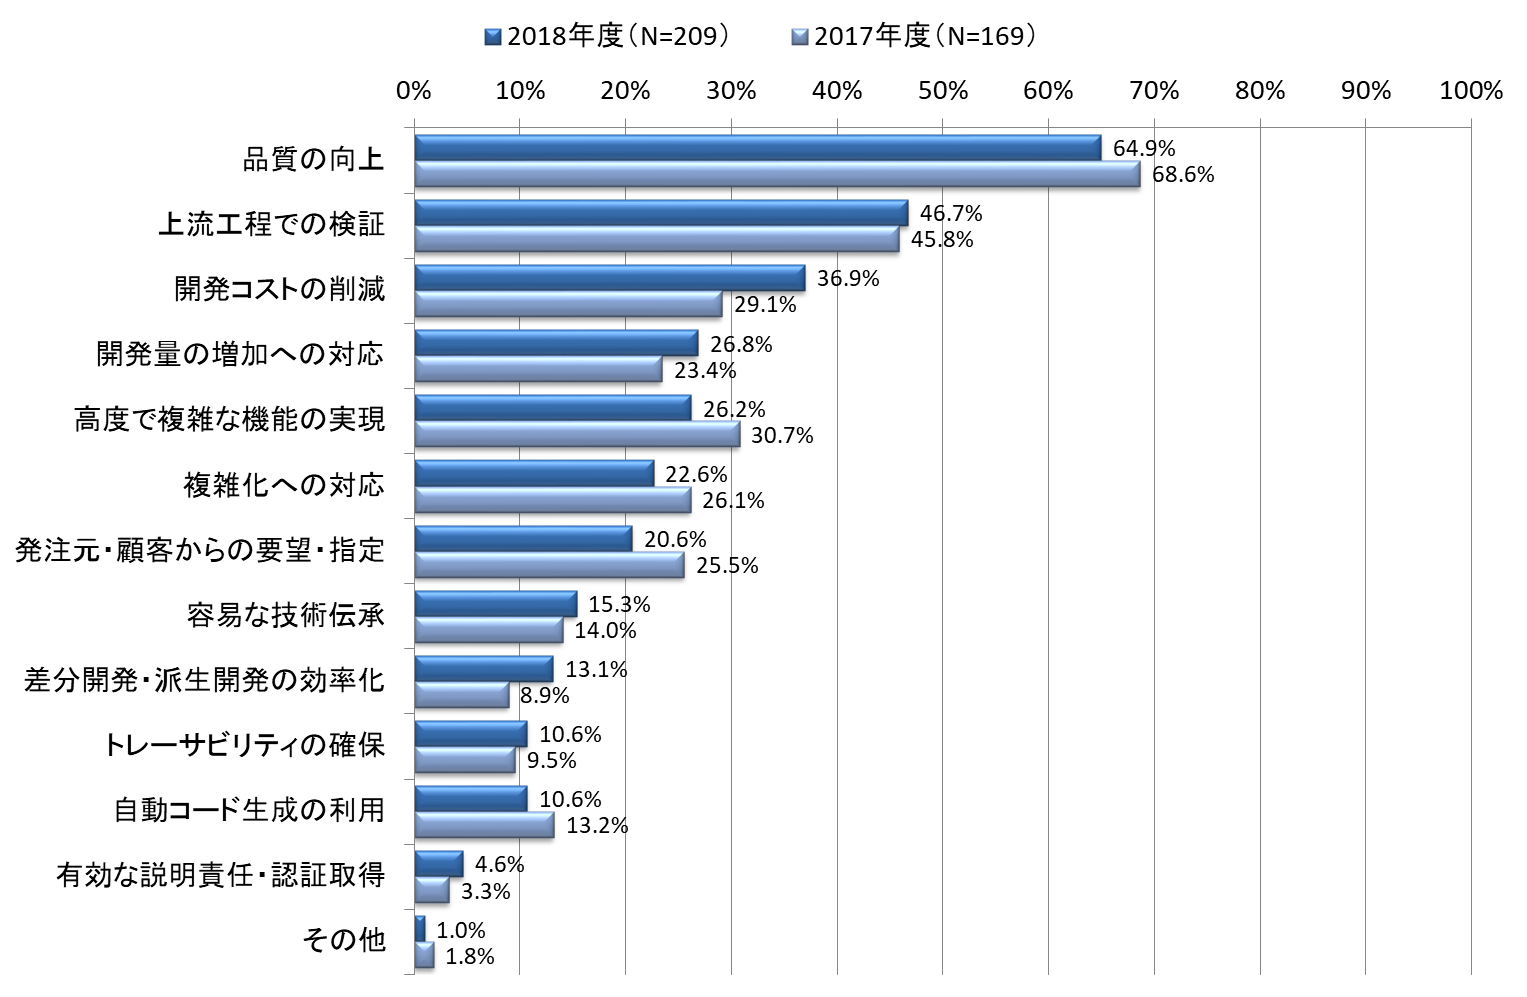 2018年度（N=209） 2017年度（N=169）
0% 10% 20% 30% 40% 50% 60% 70% 80% 90% 100%
品質の向上 64.9%
68.6%
上流工程での検証 46.7%
45.8%
開発コストの削減 36.9%
29.1%
開発量の増加への対応 26.8%
23.4%
高度で複雑な機能の実現 26.2%
30.7%
複雑化への対応 22.6%
26.1%
発注元・顧客からの要望・指定 20.6%
25.5%
容易な技術伝承 15.3%
14.0%
差分開発・派生開発の効率化 13.1%
8.9%
トレーサビリティの確保 10.6%
9.5%
自動コード生成の利用 10.6%
13.2%
有効な説明責任・認証取得 4.6%
3.3%
その他 1.0%
1.8%